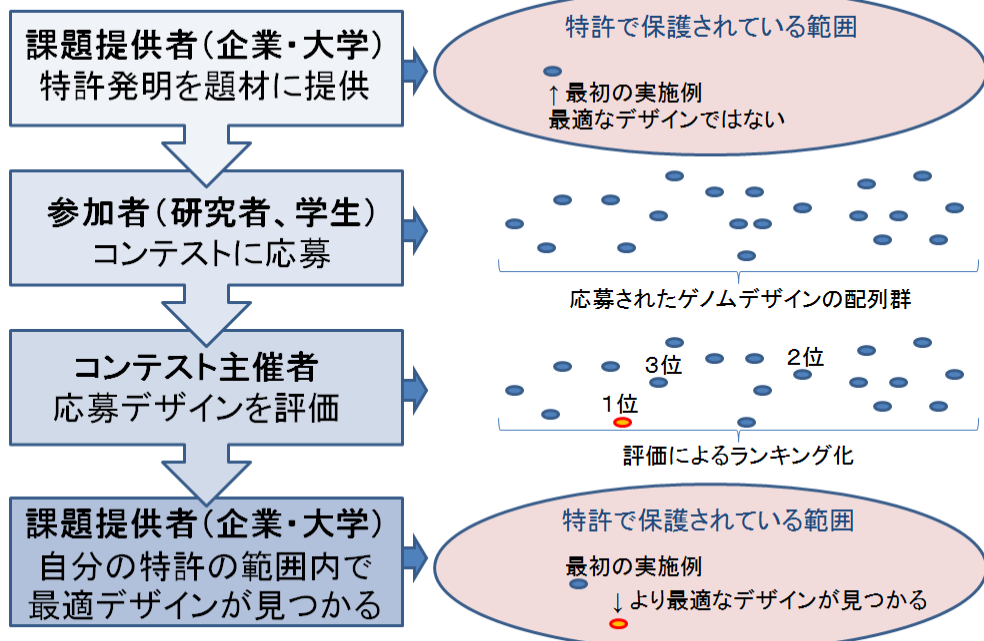 課題提供者（企業・大学）
特許発明を題材に提供
特許で保護されている範囲
↑ 最初の実施例
最適なデザインではない
参加者（研究者、学生）
コンテストに応募
応募されたゲノムデザインの配列群
コンテスト主催者
応募デザインを評価
3位
2位
1位
評価によるランキング化
課題提供者（企業・大学）
自分の特許の範囲内で
最適デザインが見つかる
特許で保護されている範囲
最初の実施例
↓ より最適なデザインが見つかる